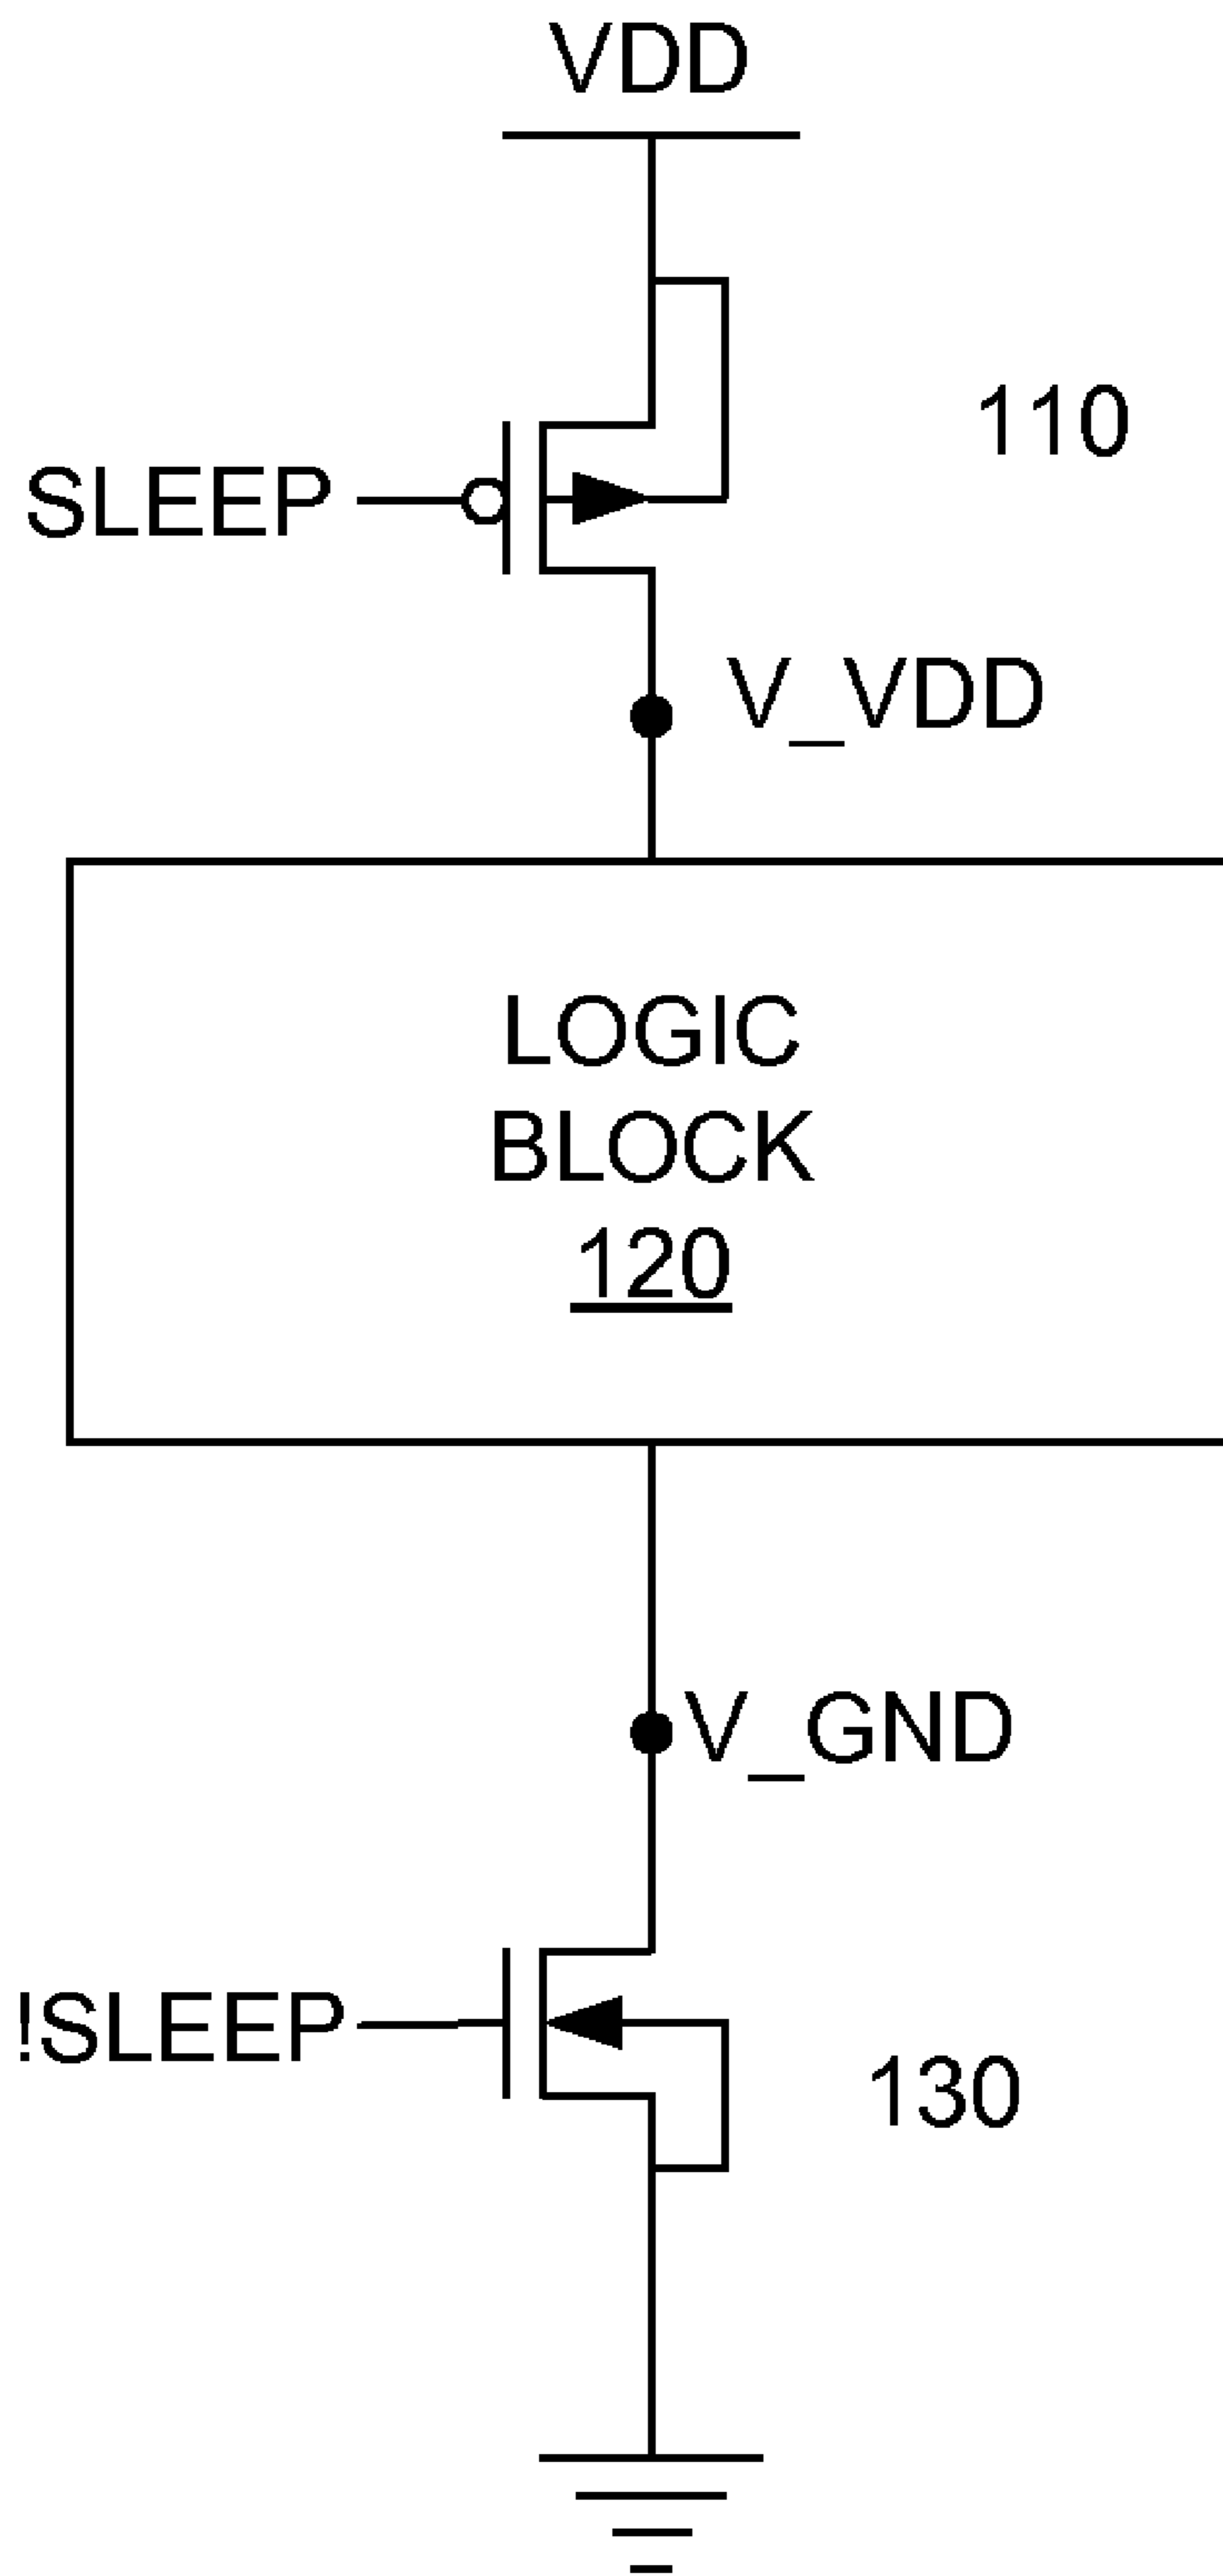 VDD
110
SLEEP
V_VDD
LOGIC
BLOCK
120
V_GND
!SLEEP
130